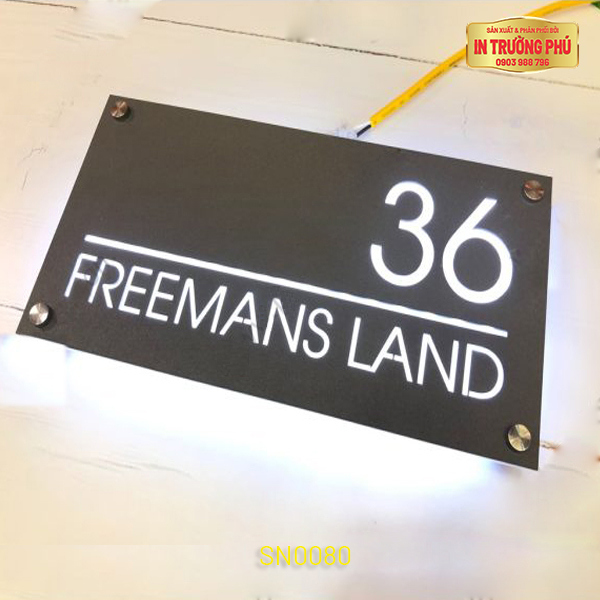 SẢN XUẤT & PHÂN PHỐI BỞI
IN TRƯỜNG PHÚ
0903 988 796
36
FREEMANS LAND
SN0080